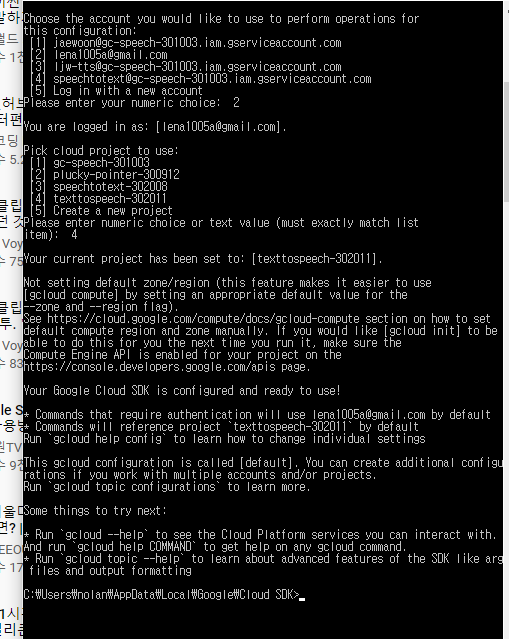 Choose the account you would like to use to perform operations for
this configuration:
[1] jaewoon@gc-speech-301003.iam.gserviceaccount.com
[2] lena1005a@gmail.com
[3] ljw-tts@gc-speech-301003.iam.gserviceaccount.com
[4] speechtotext@gc-speech-301003.iam.gserviceaccount.com
[5] Log in with a new account
Please enter your numeric choice:  2
You are logged in as: [lena1005a@gmail.com].
Pick cloud project to use:
[1] gc-speech-301003
[2] plucky-pointer-300912
[3] speechtotext-302008
[4] texttospeech-302011
[5] Create a new project
Please enter numeric choice or text value (must exactly match list
item):  4
Your current project has been set to: [texttospeech-302011].
Not setting default zone/region (this feature makes it easier to use
[gcloud compute] by setting an appropriate default value for the
--zone and --region flag).
See https://cloud.google.com/compute/docs/gcloud-compute section on how to set
default compute region and zone manually. If you would like [gcloud init] to be
able to do this for you the next time you run it, make sure the
Compute Engine API is enabled for your project on the
https://console.developers.google.com/apis page.
Your Google Cloud SDK is configured and ready to use!
* Commands that require authentication will use lena1005a@gmail.com by default
* Commands will reference project `texttospeech-302011` by default
Run `gcloud help config` to learn how to change individual settings
This gcloud configuration is called [default]. You can create additional configu
rations if you work with multiple accounts and/or projects.
Run `gcloud topic configurations` to learn more.
Some things to try next:
* Run `gcloud --help` to see the Cloud Platform services you can interact with.
And run `gcloud help COMMAND` to get help on any gcloud command.
* Run `gcloud topic --help` to learn about advanced features of the SDK like arg
files and output formatting
C:₩Users₩nolan₩AppData₩Local₩Google₩Cloud SDK>